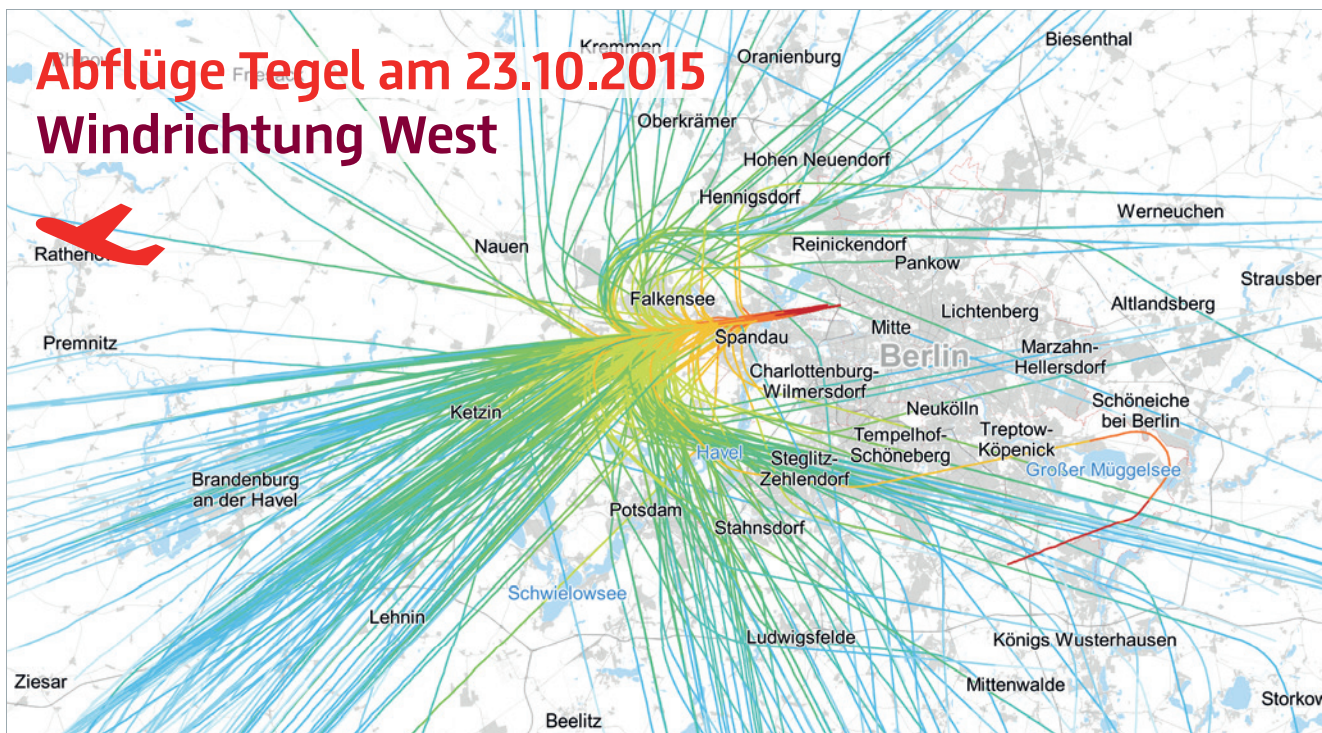 Abflüge Tegel am 23.10.2015
Windrichtung West
Kremmen
Oranienburg
Biesenthal
Oberkrämer
Hohen Neuendorf
Hennigsdorf
Werneuchen
Nauen
Reinickendorf
Pankow
Strausber
Falkensee
Altlandsberg
Lichtenberg
Premnitz
Spandau
Mitte
Berlin
Marzahn-
Hellersdorf
Charlottenburg-
Wilmersdorf
Ketzin
Neukölln
Schöneiche
bei Berlin
Tempelhof-
Schöneberg
Treptow-
Köpenick
Havel
Steglitz-
Zehlendorf
Großer Müggelsee
Brandenburg
an der Havel
Potsdam
Stahnsdorf
Schwielowsee
Lehnin
Ludwigsfelde
Königs Wusterhausen
Ziesar
Mittenwalde
Storkow
Beelitz